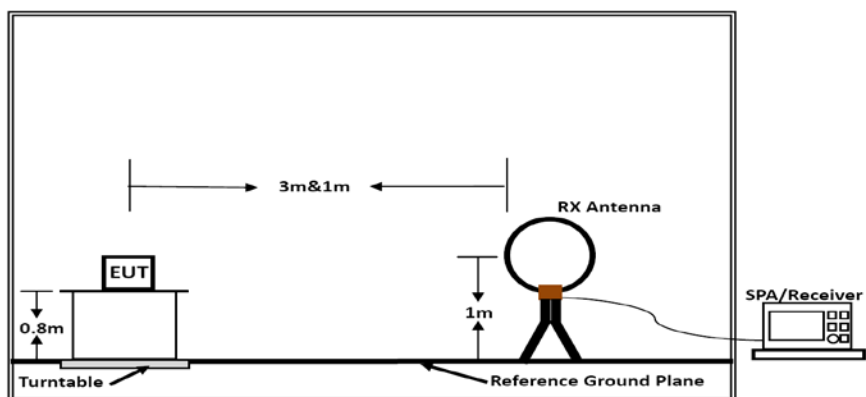 3m&1m
RX Antenna
EUT
SPA/Receiver
0.8m
1m
Turntable
Reference Ground Plane